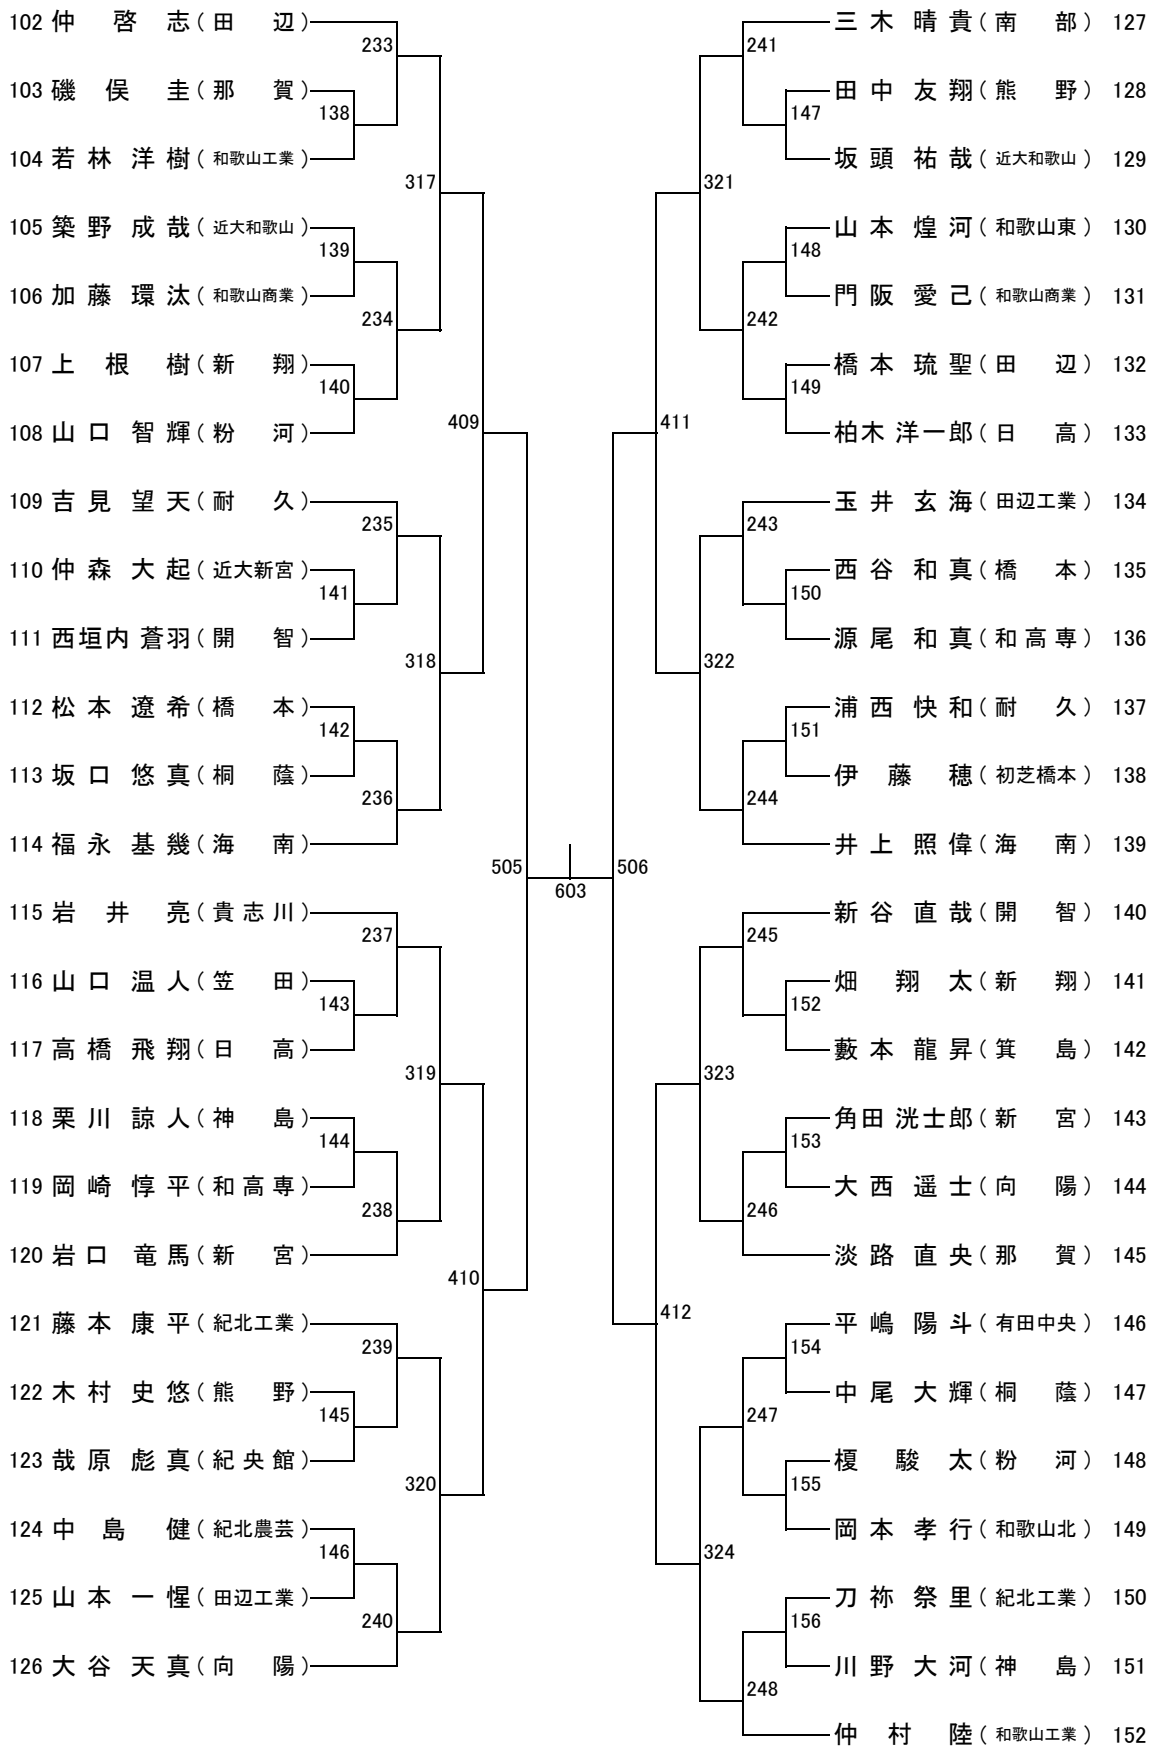 102 仲 啓 志 ( 田 辺 )
233
103 磯 俣 圭 ( 那 賀 )
138
104 若 林 洋 樹 ( 和歌山工業 )
317
105 築 野 成 哉 ( 近大和歌山 )
139
106 加 藤 環 汰 ( 和歌山商業 )
234
107 上 根 樹 ( 新 翔 )
140
108 山 口 智 輝 ( 粉 河 )
409
109 吉 見 望 天 ( 耐 久 )
235
110 仲 森 大 起 ( 近大新宮 )
141
111 西垣内 蒼羽 ( 開 智 )
318
112 松 本 遼 希 ( 橋 本 )
142
113 坂 口 悠 真 ( 桐 蔭 )
236
114 福 永 基 幾 ( 海 南 )
505
115 岩 井 亮 ( 貴 志 川 )
237
116 山 口 温 人 ( 笠 田 )
143
117 高 橋 飛 翔 ( 日 高 )
319
118 栗 川 諒 人 ( 神 島 )
144
119 岡 崎 惇 平 ( 和 高 専 )
238
120 岩 口 竜 馬 ( 新 宮 )
410
121 藤 本 康 平 ( 紀北工業 )
239
122 木 村 史 悠 ( 熊 野 )
145
123 哉 原 彪 真 ( 紀 央 館 )
320
124 中 島 健 ( 紀北農芸 )
146
125 山 本 一 惺 ( 田辺工業 )
240
126 大 谷 天 真 ( 向 陽 )
603
三 木 晴 貴 ( 南 部 ) 127
241
田 中 友 翔 ( 熊 野 ) 128
147
坂 頭 祐 哉 ( 近大和歌山 ) 129
321
山 本 煌 河 ( 和歌山東 ) 130
148
門 阪 愛 己 ( 和歌山商業 ) 131
242
橋 本 琉 聖 ( 田 辺 ) 132
149
柏木 洋一郎 ( 日 高 ) 133
411
玉 井 玄 海 ( 田辺工業 ) 134
243
西 谷 和 真 ( 橋 本 ) 135
150
源 尾 和 真 ( 和 高 専 ) 136
322
浦 西 快 和 ( 耐 久 ) 137
151
伊 藤 穂 ( 初芝橋本 ) 138
244
井 上 照 偉 ( 海 南 ) 139
506
新 谷 直 哉 ( 開 智 ) 140
245
畑 翔 太 ( 新 翔 ) 141
152
藪 本 龍 昇 ( 箕 島 ) 142
323
角田 洸士郎 ( 新 宮 ) 143
153
大 西 遥 士 ( 向 陽 ) 144
246
淡 路 直 央 ( 那 賀 ) 145
412
平 嶋 陽 斗 ( 有田中央 ) 146
154
中 尾 大 輝 ( 桐 蔭 ) 147
247
榎 駿 太 ( 粉 河 ) 148
155
岡 本 孝 行 ( 和歌山北 ) 149
324
刀 祢 祭 里 ( 紀北工業 ) 150
156
川 野 大 河 ( 神 島 ) 151
248
仲 村 陸 ( 和歌山工業 ) 152